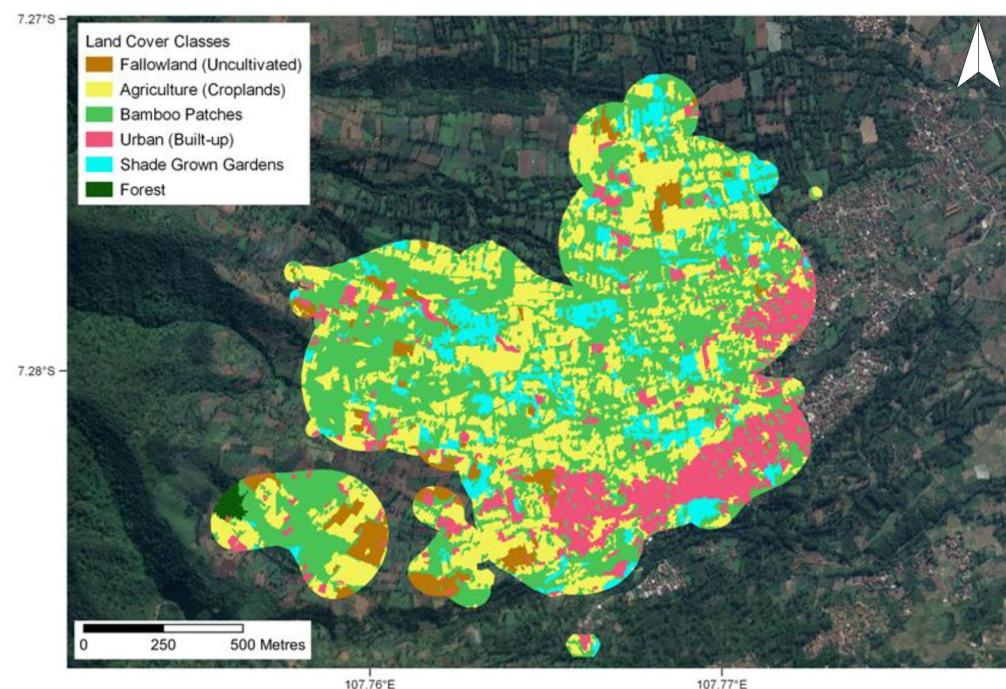 7.27°S
Land Cover Classes
Fallowland (Uncultivated)
Agriculture (Croplands)
Bamboo Patches
Urban (Built-up)
Shade Grown Gardens
Forest
7.28°S
0 250 500 Metres
107.76°E 107.77°E